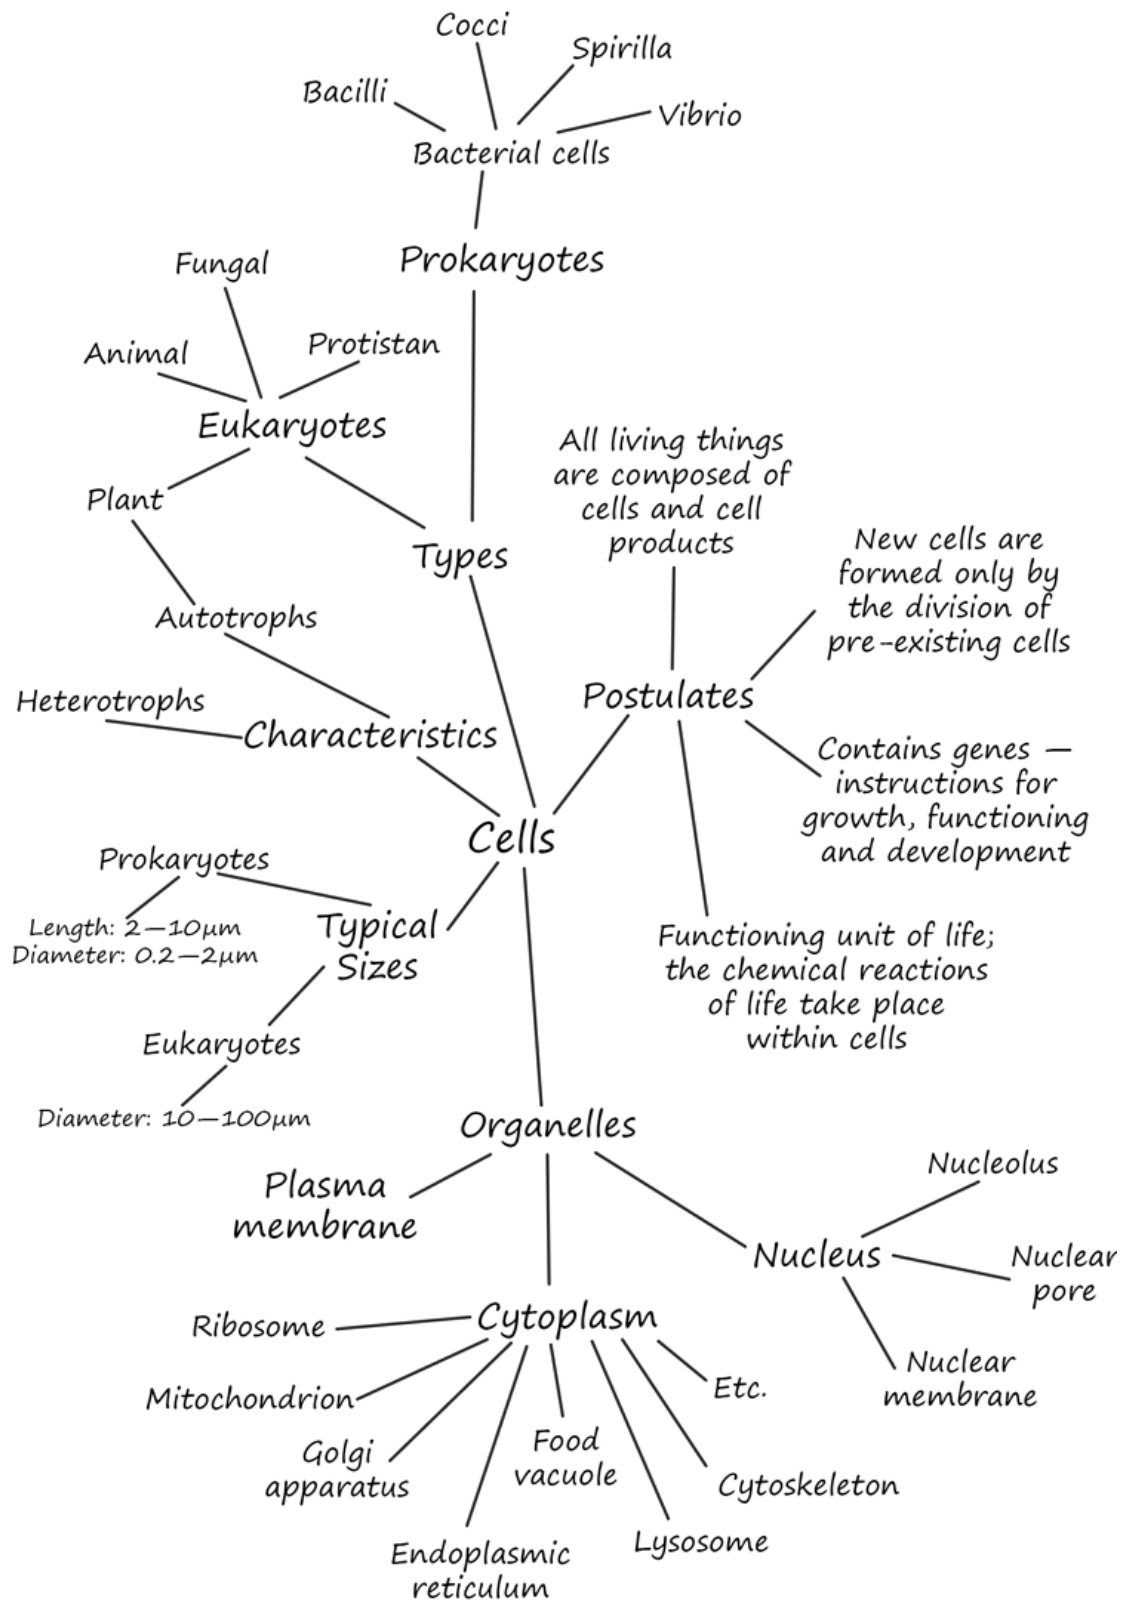 Cocci
Spirilla
Bacilli
Vibrio
Bacterial cells
Prokaryotes
Fungal
Animal
Protistan
Eukaryotes
Plant
Types
Autotrophs
Heterotrophs
Characteristics
All living things
are composed of
cells and cell
products
New cells are
formed only by
the division of
pre-existing cells
Postulates
Contains genes —
instructions for
growth, functioning
and development
Functioning unit of life;
the chemical reactions
of life take place
within cells
Cells
Prokaryotes
Length: 2—10µm
Diameter: 0.2—2µm
Typical
Sizes
Eukaryotes
Diameter: 10—100µm
Organelles
Plasma
membrane
Nucleolus
Nucleus
Nuclear
pore
Nuclear
membrane
Cytoplasm
Ribosome
Mitochondrion
Golgi
apparatus
Endoplasmic
reticulum
Food
vacuole
Lysosome
Cytoskeleton
Etc.